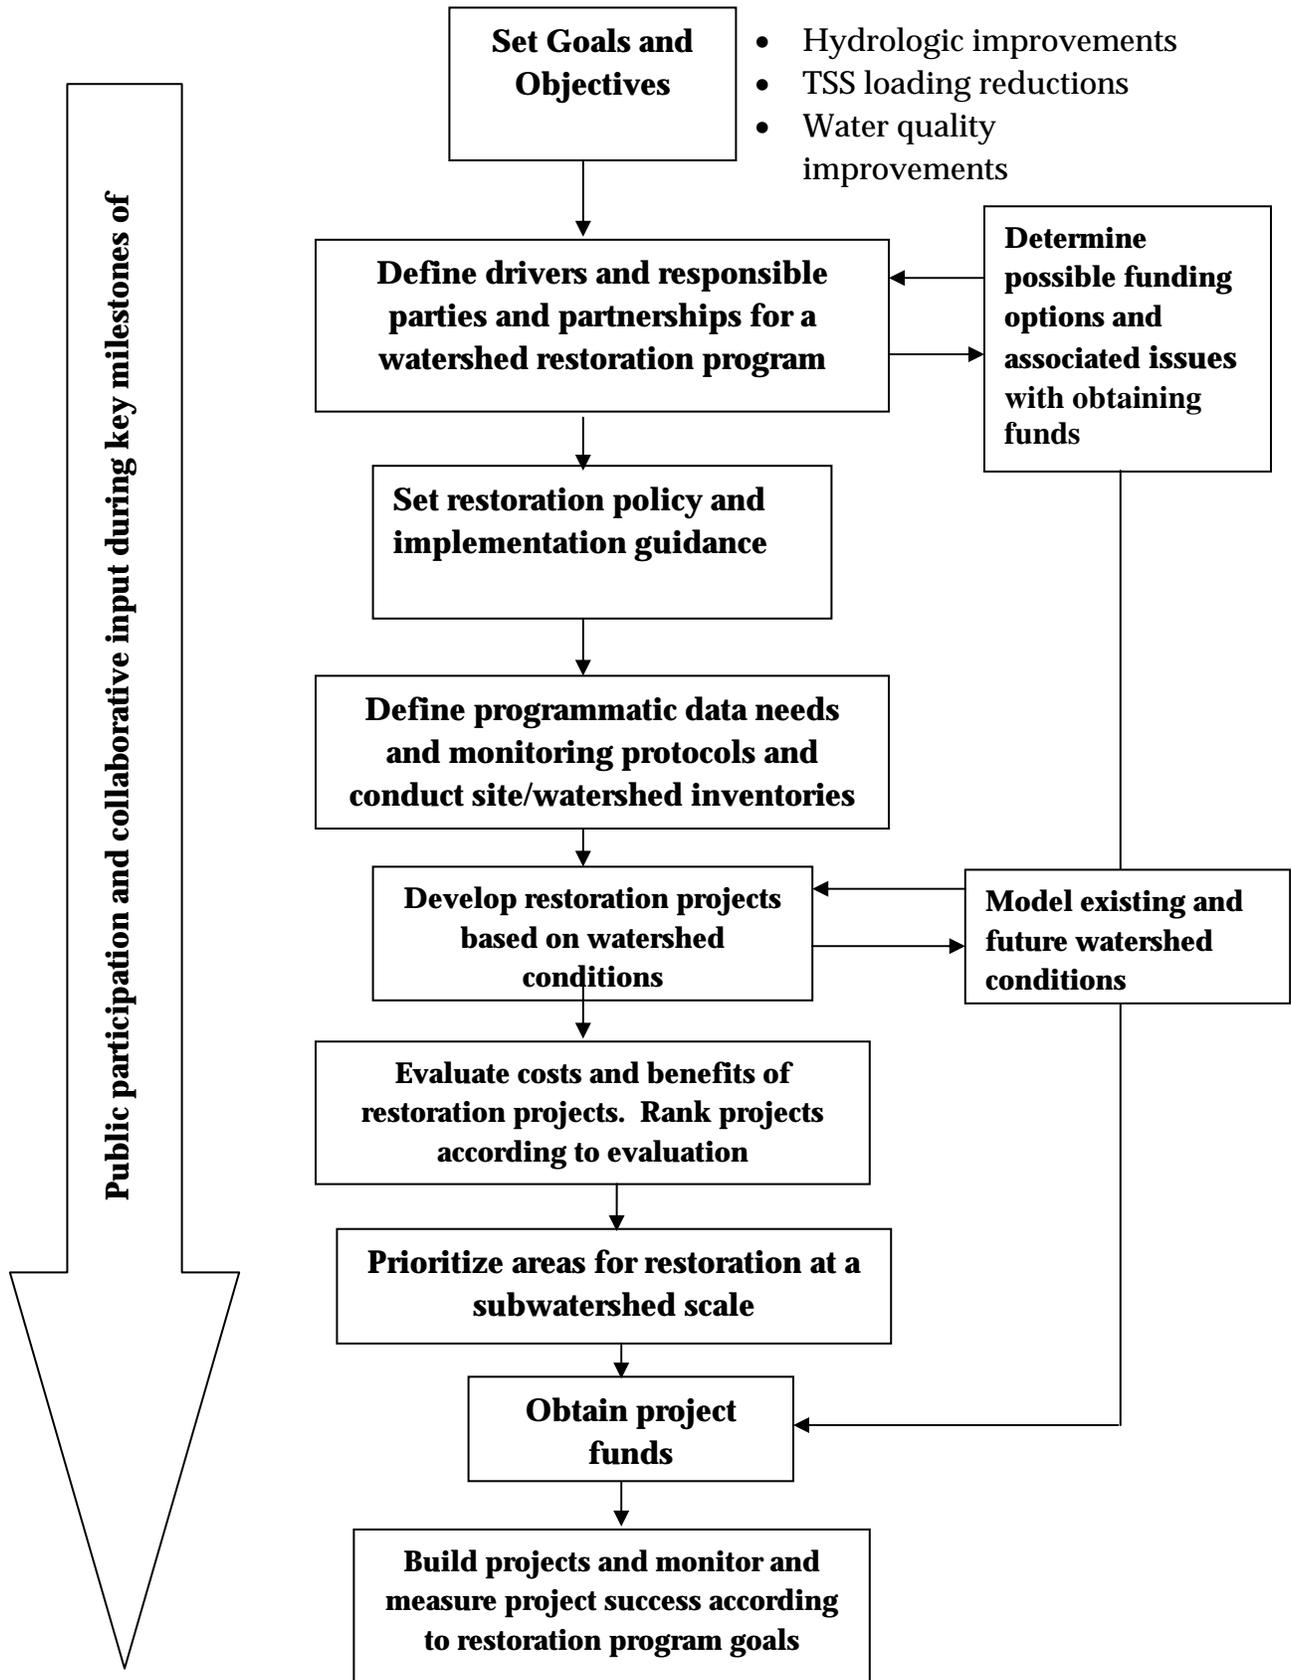 Set Goals and
Objectives
• Hydrologic improvements
• TSS loading reductions
• Water quality
improvements
Public participation and collaborative input during key milestones of
Define drivers and responsible
parties and partnerships for a
watershed restoration program
Determine
possible funding
options and
associated issues
with obtaining
funds
Set restoration policy and
implementation guidance
Define programmatic data needs
and monitoring protocols and
conduct site/watershed inventories
Develop restoration projects
based on watershed
conditions
Model existing and
future watershed
conditions
Evaluate costs and benefits of
restoration projects.  Rank projects
according to evaluation
Prioritize areas for restoration at a
subwatershed scale
Obtain project
funds
Build projects and monitor and
measure project success according
to restoration program goals